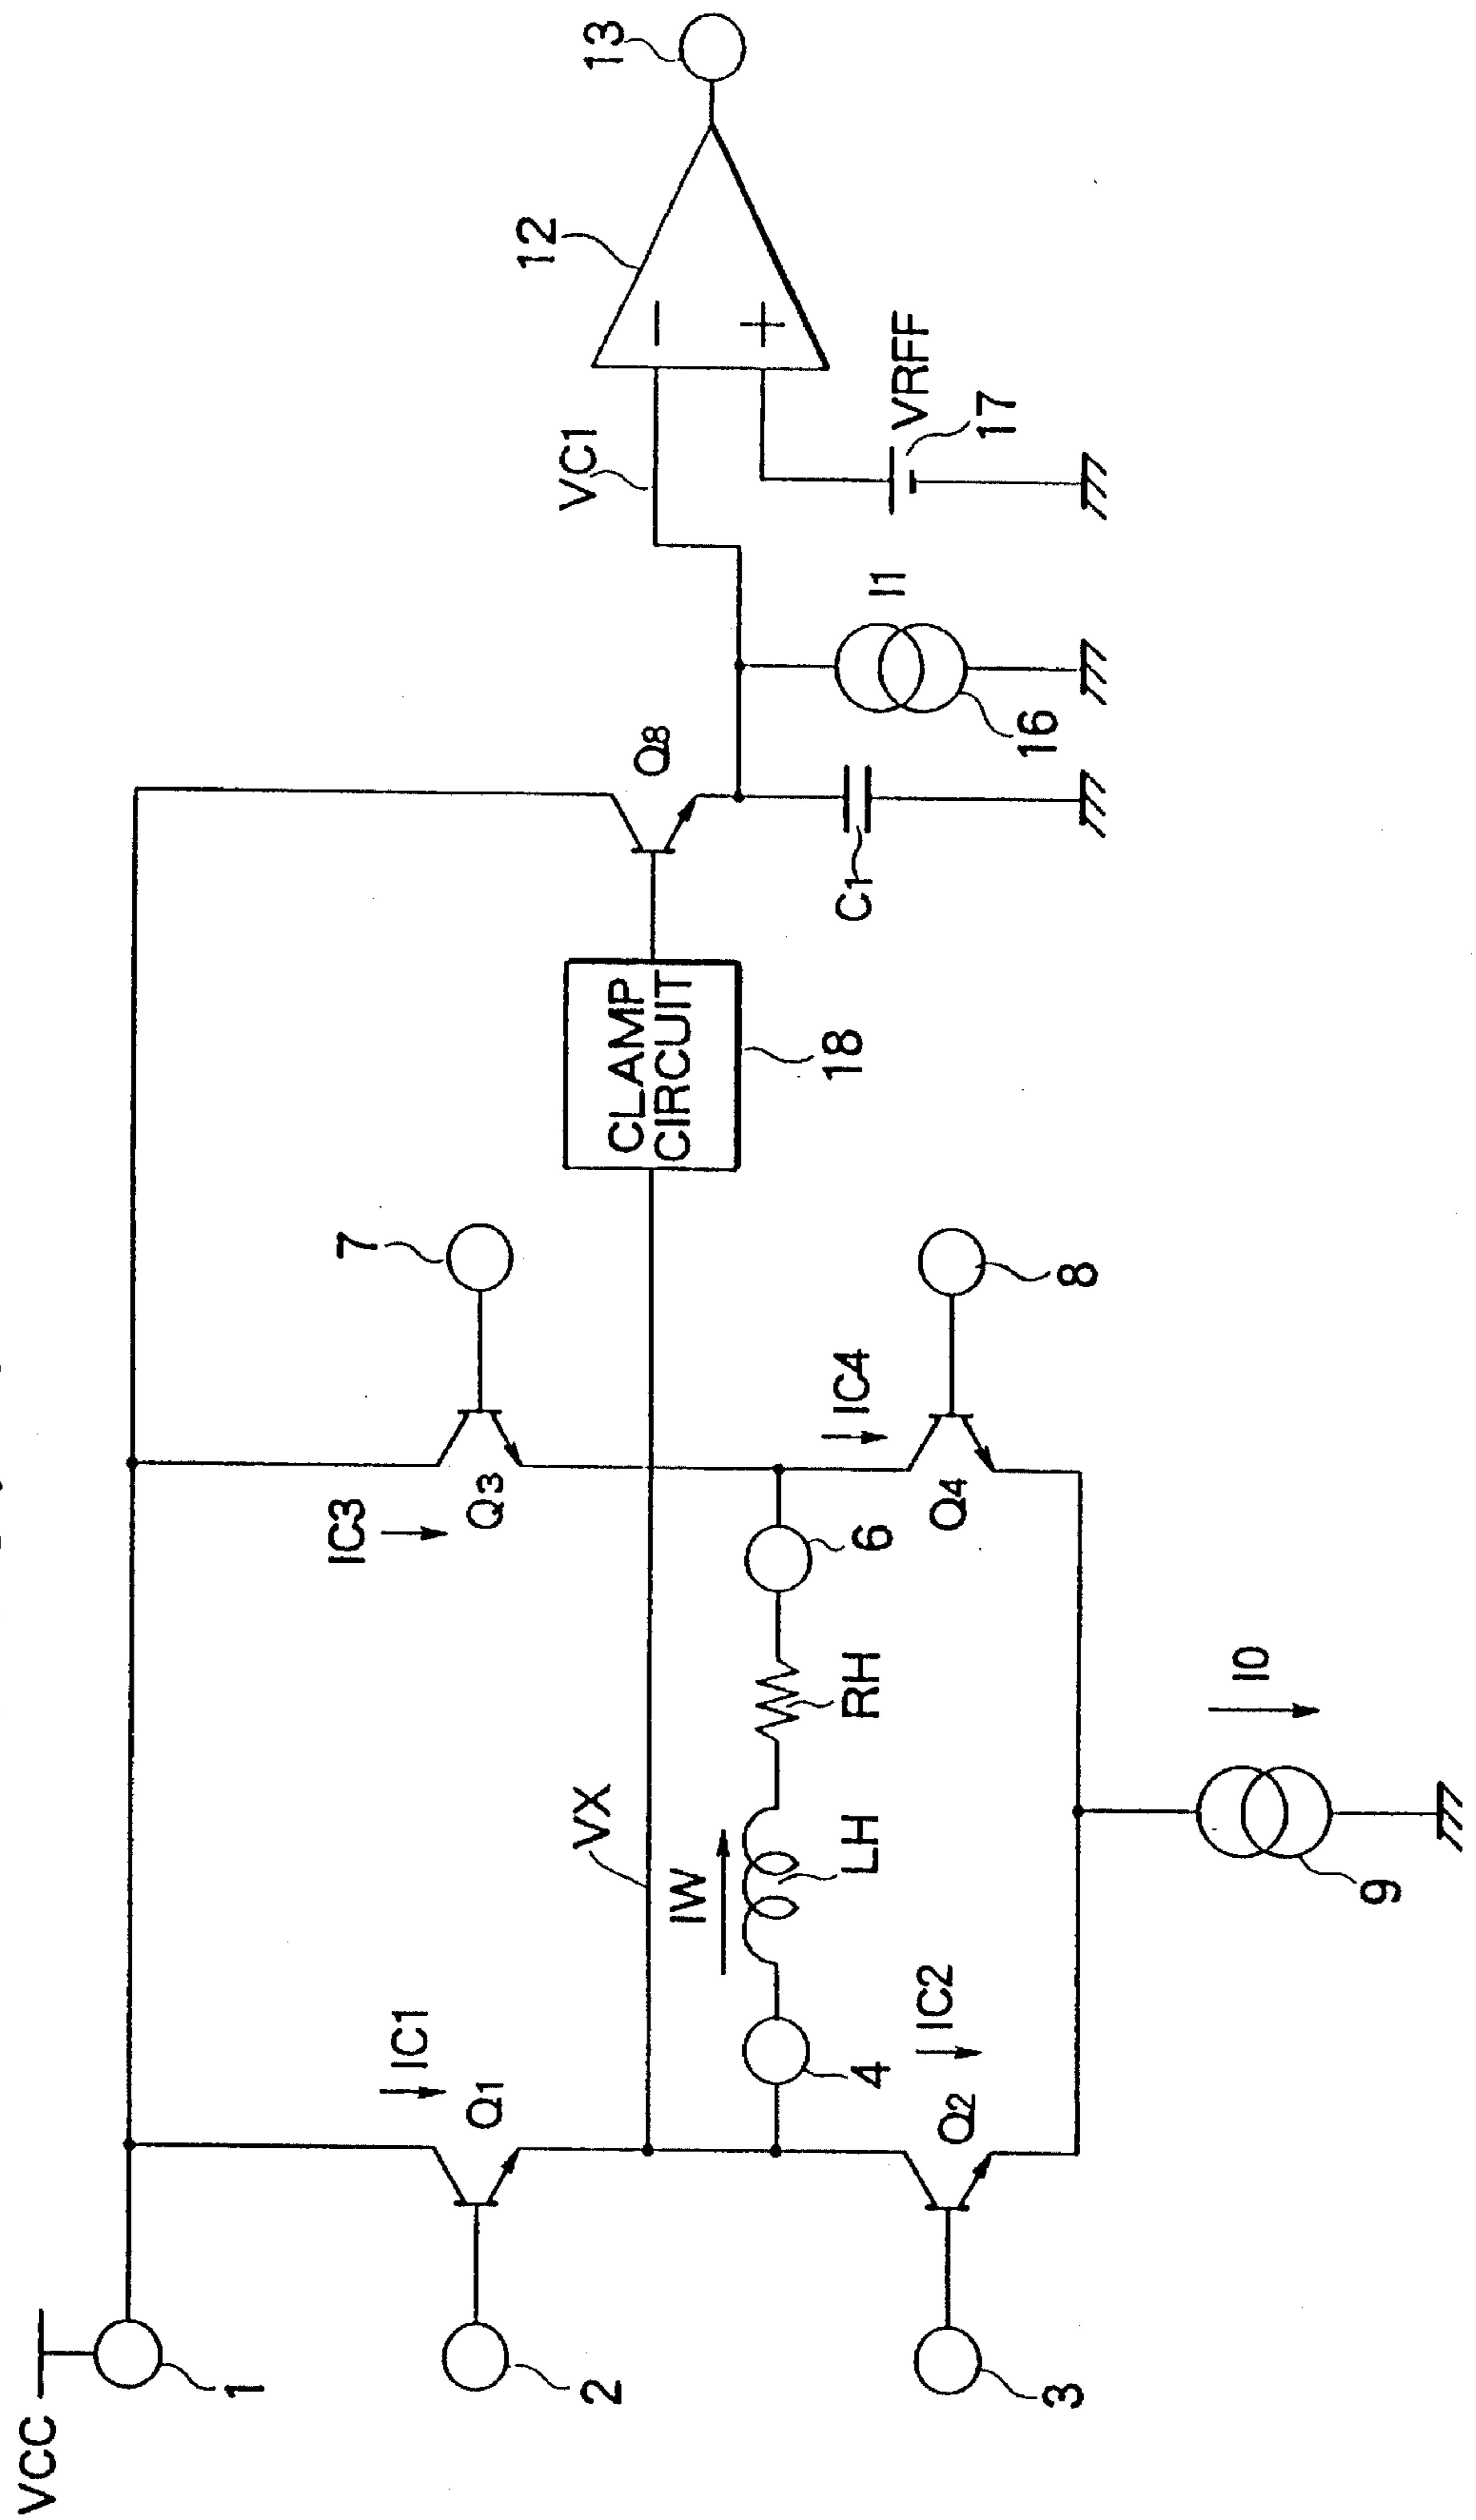 VCC
1
2
3
IC1
Q1
IC2
Q2
4
VX
IW
LH
RH
6
I0
9
IC3
Q3
7
IC4
Q4
8
CLAMP
CIRCUIT
18
Q8
C1
I1
16
VC1
VRFF
17
12
13